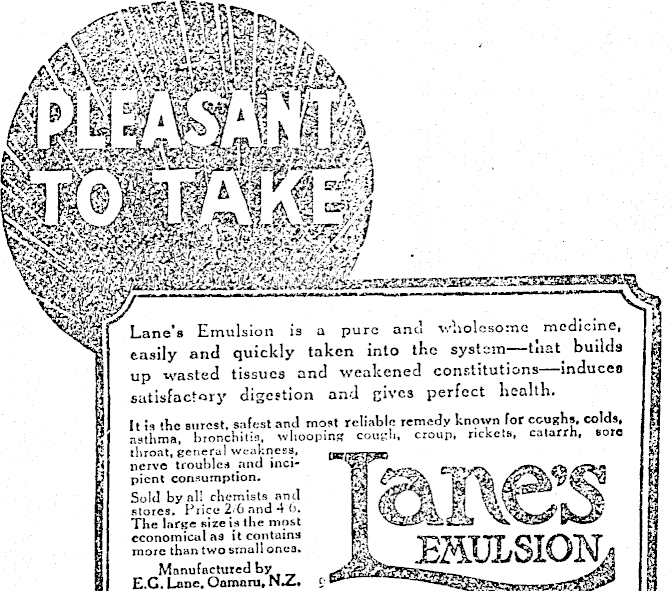 PLEASANT
TO TAKE
Lane's Emulsion is a pure and wholesome medicine,
easily and quickly taken into the system—that builds
up wasted tissues and weakened constitutions—induces
satisfactory digestion and gives perfect health.
It is the surest, safest and most reliable remedy known for coughs, colds,
asthma, bronchitis, whooping cough, croup, rickets, catarrh, sore
throat, general weakness,
nerve troubles and inci-
pient consumption.
Sold by all chemists and
stores. Price 2/6 and 4/6.
The large size is the most
economical as it contains
more than two small ones.
Manufactured by
E.G. Lane, Oamaru, N.Z.
Lane's
EMULSION
9